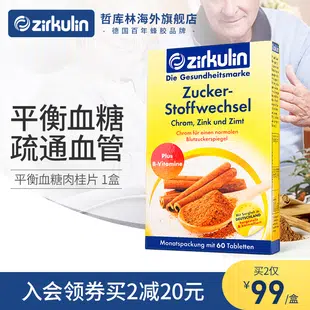 zirkulin
哲库林海外旗舰店
德国百年蜂胶品牌
平衡血糖
疏通血管
平衡血糖肉桂片 1盒
zirkulin
Die Gesundheitsmarke
Zucker-
Stoffwechsel
Chrom, Zink und Zimt
Chrom für einen normalen
Blutzuckerspiegel
Plus
B-Vitamine
Monatspackung mit 60 Tabletten
入会领券买2减20元
买2仅
¥99/盒